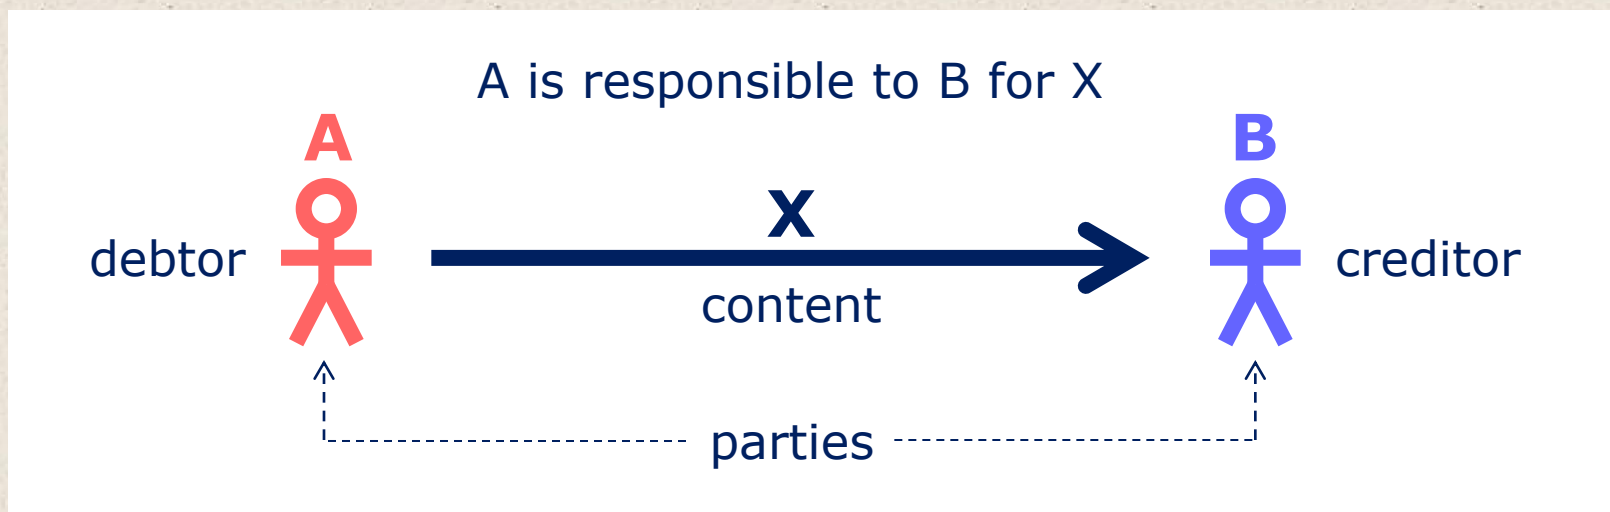 A is responsible to B for X
A
B
X
debtor
creditor
content
parties